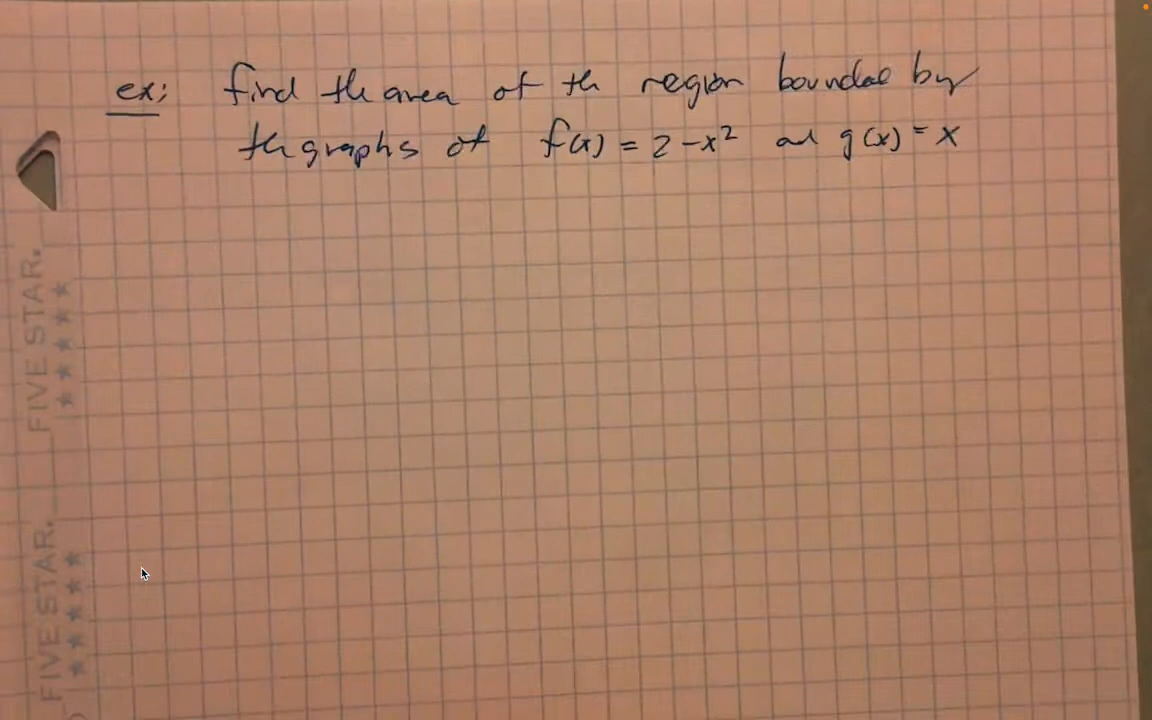 ex: find the area of the region bounded by
the graphs of f(x) = 2 - x² and g(x) = x
FIVE STAR.
FIVE STAR.